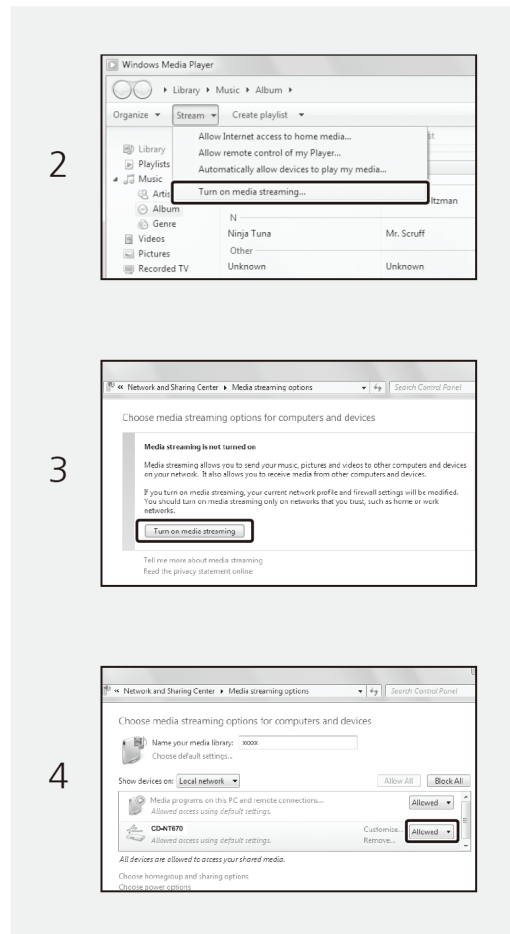 2
Windows Media Player
Library ▸ Music ▸ Album ▸
Organize ▾ Stream ▾ Create playlist ▾
Allow Internet access to home media...
Library
Allow remote control of my Player...
Playlists
Automatically allow devices to play my media...
Music
Turn on media streaming...
Album
N
Genre
Ninja Tuna Mr. Scruff
Videos
Other
Pictures
Unknown Unknown
Recorded TV
3
« Network and Sharing Center ▸ Media streaming options Search Control Panel
Choose media streaming options for computers and devices
Media streaming is not turned on
Media streaming allows you to send your music, pictures and videos to other computers and devices
on your network. It also allows you to receive media from other computers and devices.
If you turn on media streaming, your current network profile and firewall settings will be modified.
You should turn on media streaming only on networks that you trust, such as home or work
networks.
Turn on media streaming
Tell me more about media streaming
Read the privacy statement online
4
« Network and Sharing Center ▸ Media streaming options Search Control Panel
Choose media streaming options for computers and devices
Name your media library: xxxx
Choose default settings...
Show devices on: Local network Allow All Block All
Media programs on this PC and remote connections... Allowed
Allowed access using default settings.
CD-NT670 Customize... Allowed
Allowed access using default settings. Remove...
All devices are allowed to access your shared media.
Choose homegroup and sharing options
Choose power options